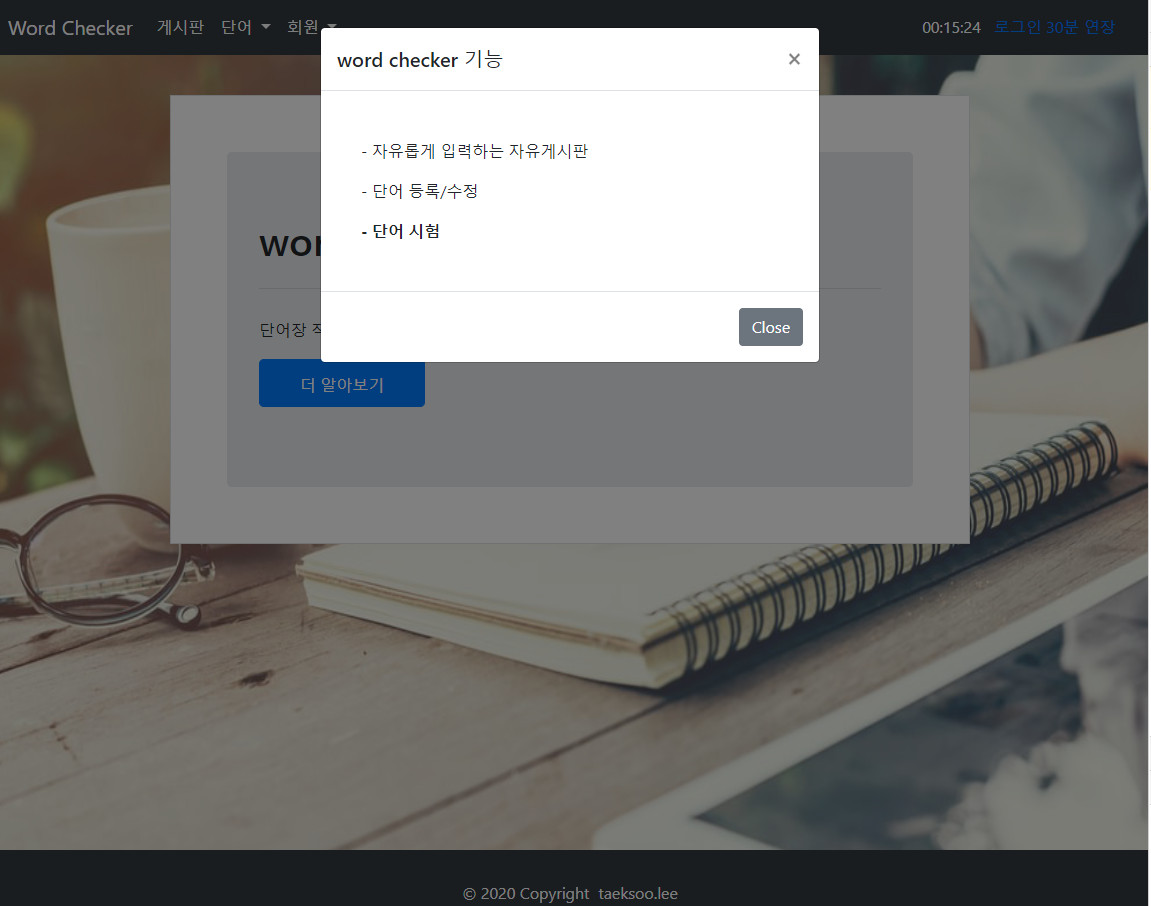 Word Checker 게시판 단어 회원 00:15:24 로그인 30분 연장
word checker 기능 ×
- 자유롭게 입력하는 자유게시판
- 단어 등록/수정
- 단어 시험
Close
단어장
더 알아보기
© 2020 Copyright taeksoo.lee